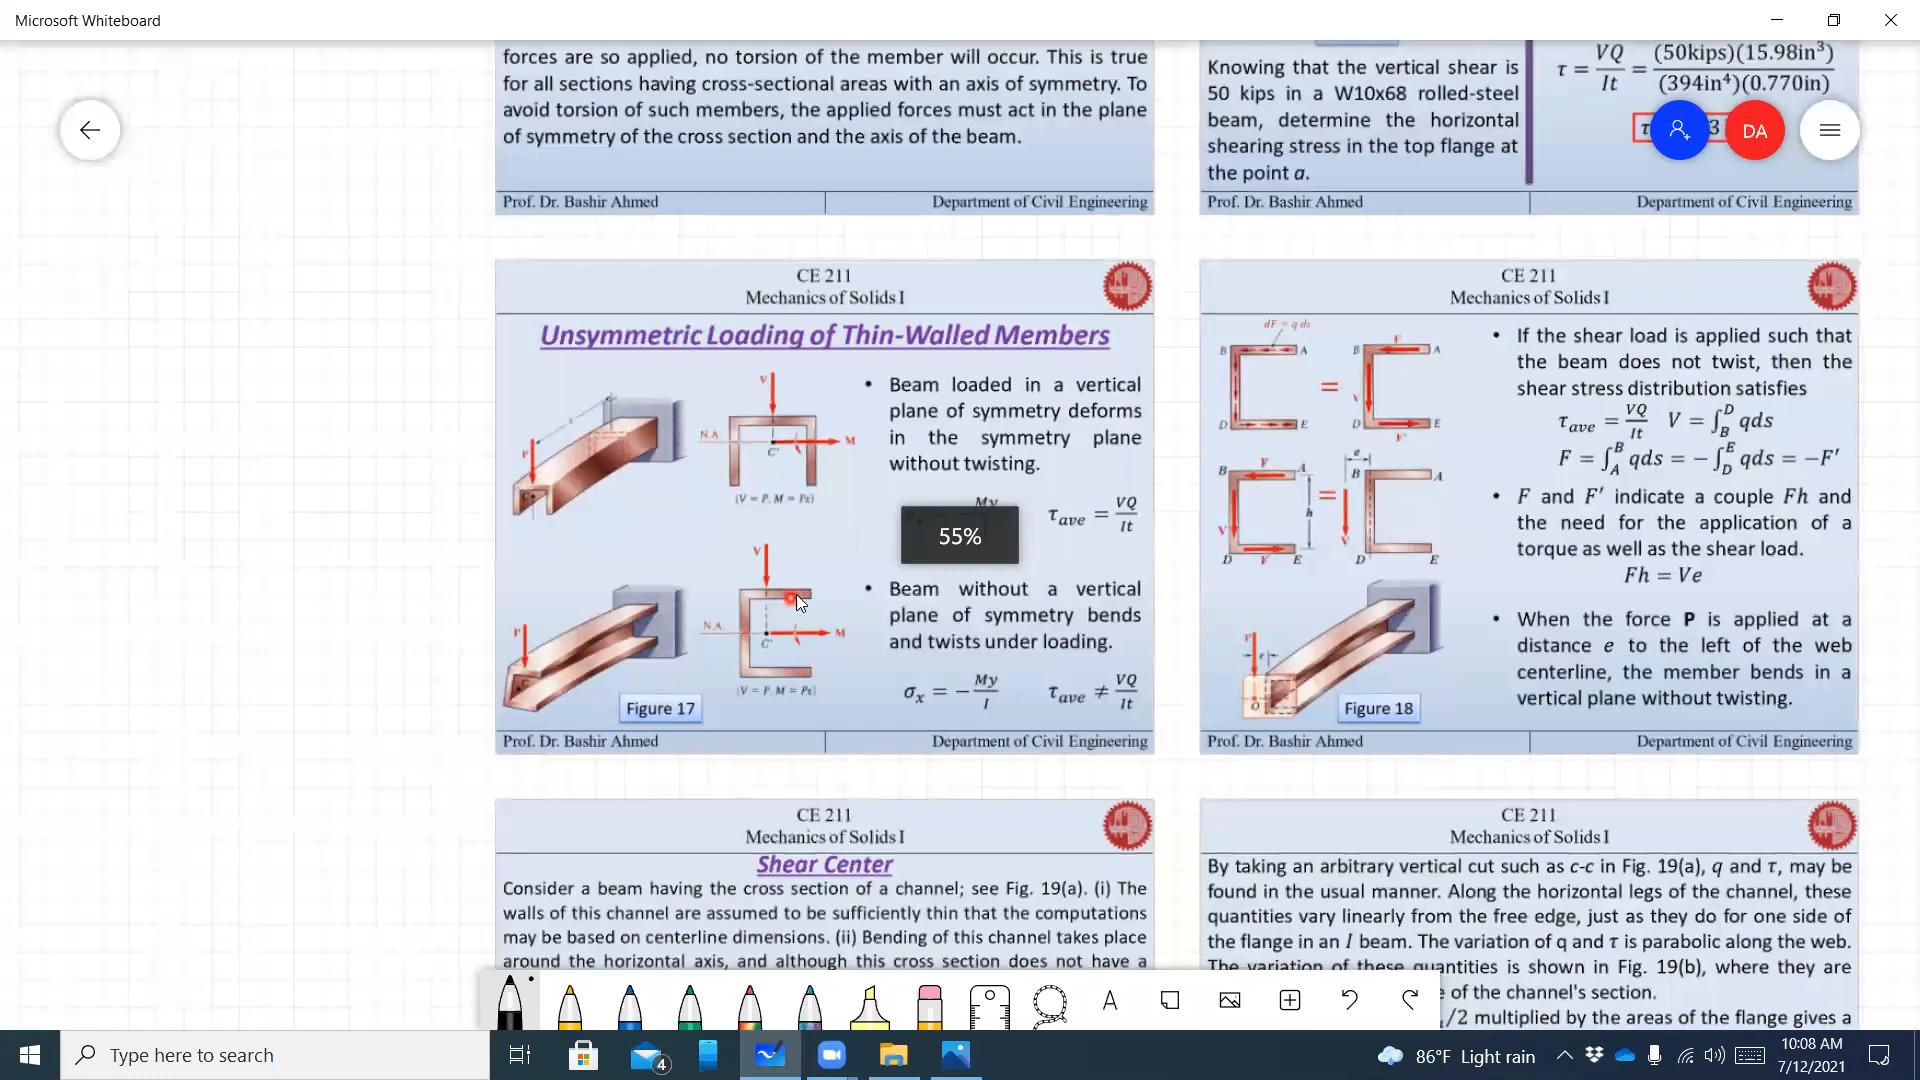 Microsoft Whiteboard
forces are so applied, no torsion of the member will occur. This is true
for all sections having cross-sectional areas with an axis of symmetry. To
avoid torsion of such members, the applied forces must act in the plane
of symmetry of the cross section and the axis of the beam.
Prof. Dr. Bashir Ahmed
Department of Civil Engineering
Knowing that the vertical shear is
50 kips in a W10x68 rolled-steel
beam, determine the horizontal
shearing stress in the top flange at
the point a.
τ = VQ/It = (50kips)(15.98in³)/(394in⁴)(0.770in)
DA
Prof. Dr. Bashir Ahmed
Department of Civil Engineering
CE 211
Mechanics of Solids I
Unsymmetric Loading of Thin-Walled Members
P
V
N.A.
M
C'
(V = P, M = Px)
• Beam loaded in a vertical
plane of symmetry deforms
in the symmetry plane
without twisting.
My
τave = VQ/It
55%
P
V
N.A.
M
C'
(V = P, M = Px)
Figure 17
• Beam without a vertical
plane of symmetry bends
and twists under loading.
σx = − My/I
τave ≠ VQ/It
Prof. Dr. Bashir Ahmed
Department of Civil Engineering
CE 211
Mechanics of Solids I
dF = q ds
B A
D E
=
F
B A
V
D E
F'
F
B A
h
V
D E
=
e
B A
V
D E
• If the shear load is applied such that
the beam does not twist, then the
shear stress distribution satisfies
τave = VQ/It V = ∫_B^D qds
F = ∫_A^B qds = − ∫_D^E qds = −F′
• F and F′ indicate a couple Fh and
the need for the application of a
torque as well as the shear load.
Fh = Ve
• When the force P is applied at a
distance e to the left of the web
centerline, the member bends in a
vertical plane without twisting.
P
e
O
Figure 18
Prof. Dr. Bashir Ahmed
Department of Civil Engineering
CE 211
Mechanics of Solids I
Shear Center
Consider a beam having the cross section of a channel; see Fig. 19(a). (i) The
walls of this channel are assumed to be sufficiently thin that the computations
may be based on centerline dimensions. (ii) Bending of this channel takes place
around the horizontal axis, and although this cross section does not have a
CE 211
Mechanics of Solids I
By taking an arbitrary vertical cut such as c-c in Fig. 19(a), q and τ, may be
found in the usual manner. Along the horizontal legs of the channel, these
quantities vary linearly from the free edge, just as they do for one side of
the flange in an I beam. The variation of q and τ is parabolic along the web.
The variation of these quantities is shown in Fig. 19(b), where they are
of the channel's section.
/2 multiplied by the areas of the flange gives a
A
Type here to search
4
86°F Light rain
10:08 AM
7/12/2021